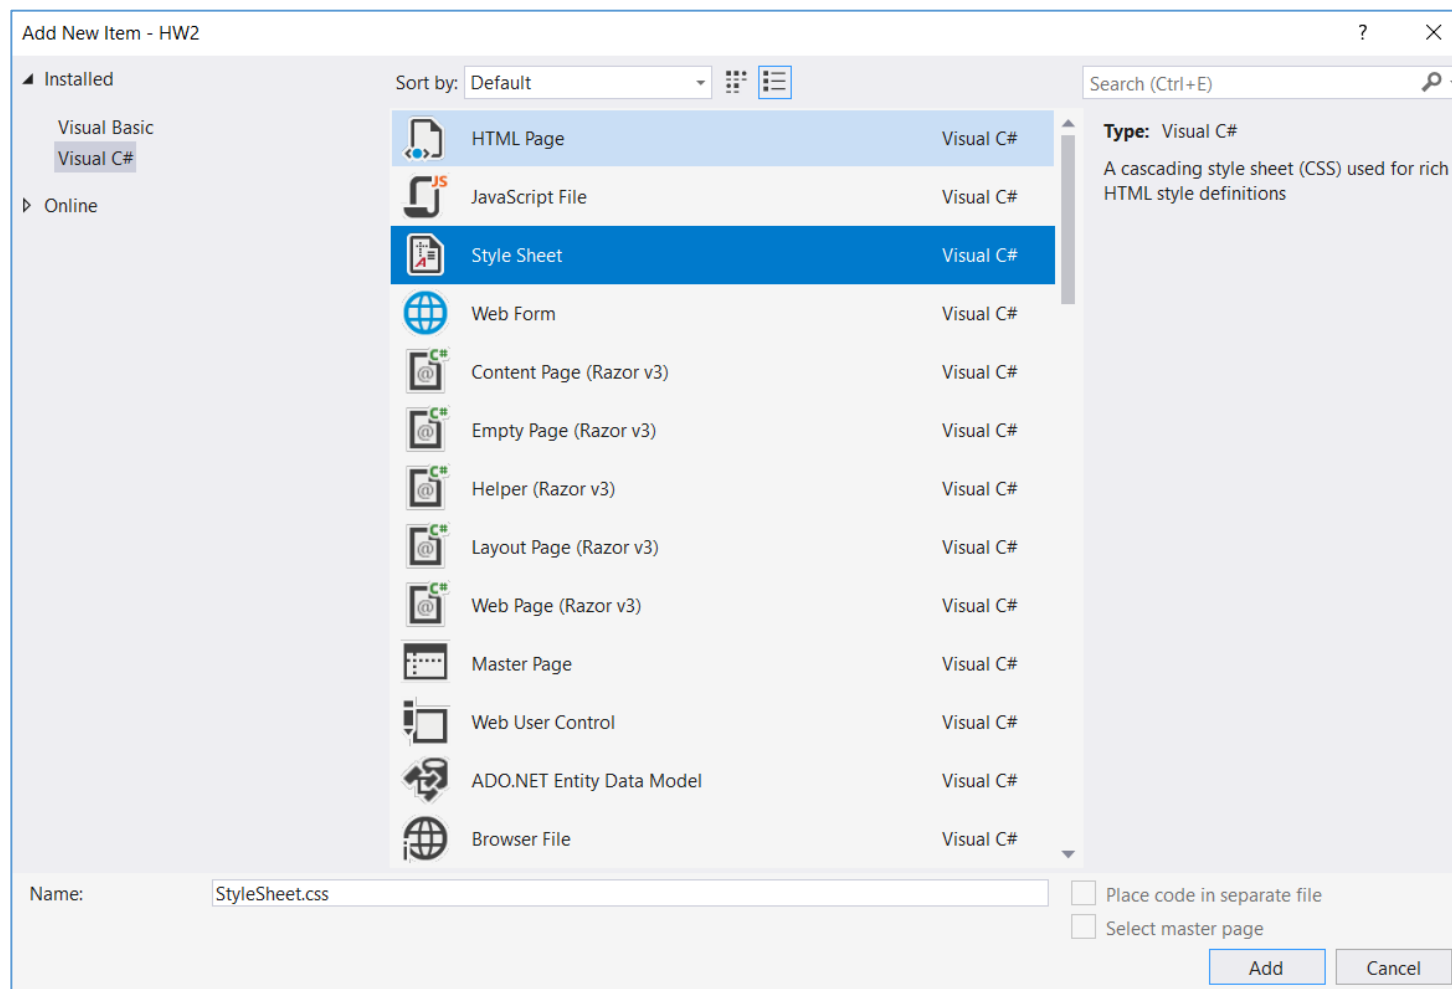 Add New Item - HW2
?
Installed
Visual Basic
Visual C#
Online
Sort by: Default
Search (Ctrl+E)
HTML Page Visual C#
JavaScript File Visual C#
Style Sheet Visual C#
Web Form Visual C#
Content Page (Razor v3) Visual C#
Empty Page (Razor v3) Visual C#
Helper (Razor v3) Visual C#
Layout Page (Razor v3) Visual C#
Web Page (Razor v3) Visual C#
Master Page Visual C#
Web User Control Visual C#
ADO.NET Entity Data Model Visual C#
Browser File Visual C#
Type: Visual C#
A cascading style sheet (CSS) used for rich
HTML style definitions
Name: StyleSheet.css
Place code in separate file
Select master page
Add Cancel